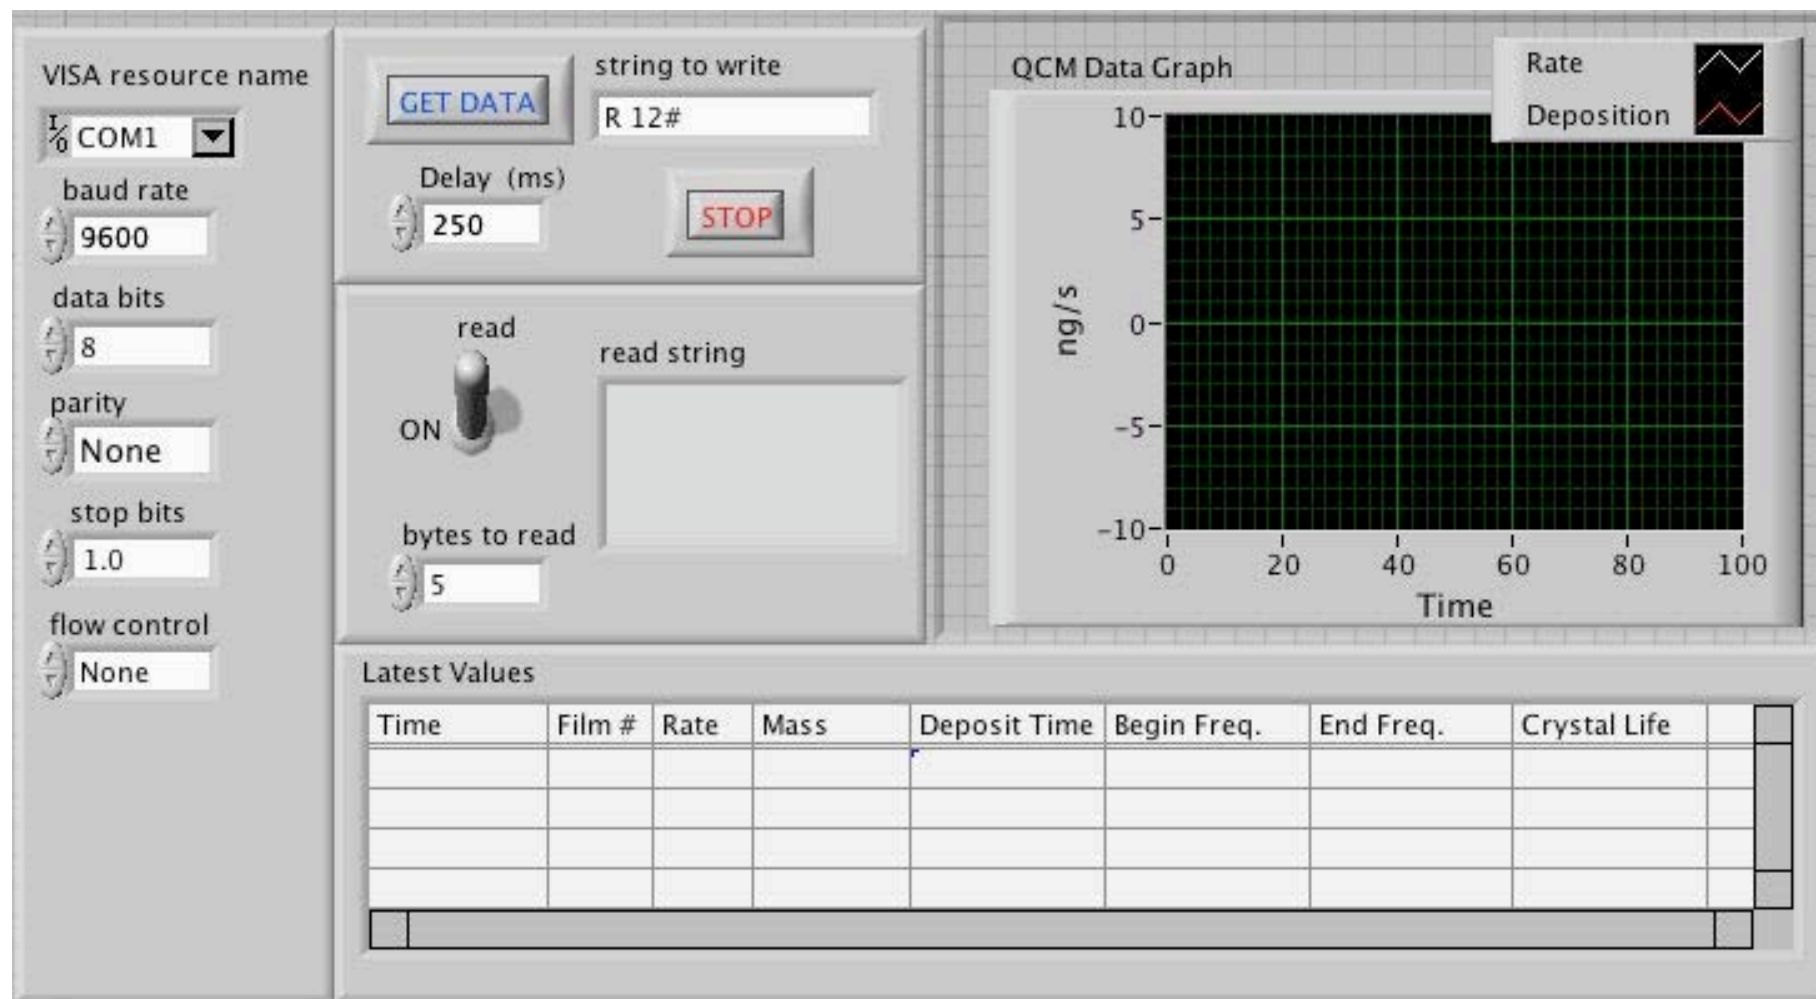 VISA resource name
I/O COM1
baud rate
9600
data bits
8
parity
None
stop bits
1.0
flow control
None
GET DATA
string to write
R 12#
Delay (ms)
250
STOP
read
ON
read string
bytes to read
5
QCM Data Graph
Rate
Deposition
10
5
0
-5
-10
ng/s
0 20 40 60 80 100
Time
Latest Values
Time Film # Rate Mass Deposit Time Begin Freq. End Freq. Crystal Life